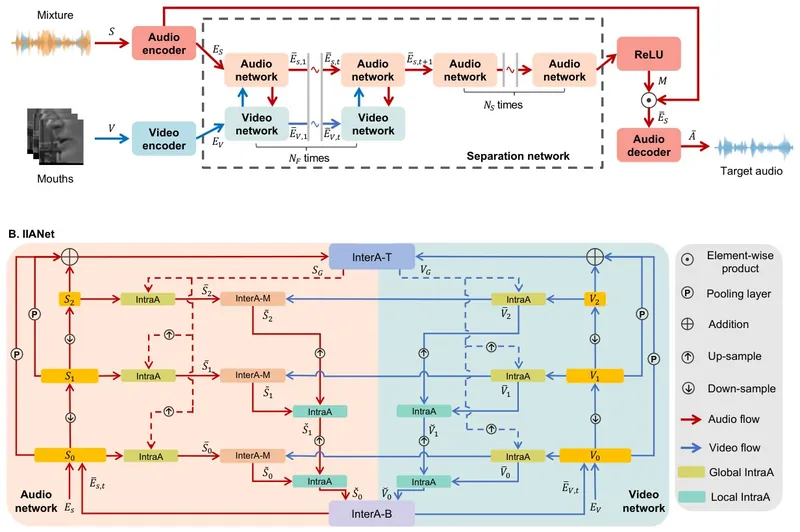 Mixture
S
Audio
encoder
E_S
Audio
network
Ē_{S,1}
Ē_{S,t}
Audio
network
Ē_{S,t+1}
Audio
network
Audio
network
N_S times
ReLU
M
Ē_S
Audio
decoder
Ā
Target audio
V
Video
encoder
E_V
Video
network
Ē_{V,1}
Ē_{V,t}
Video
network
N_F times
Separation network
Mouths
B. IIANet
InterA-T
S_G
V_G
S_2
IntraA
S̄_2
InterA-M
S̃_2
IntraA
V̄_2
V_2
P
P
P
P
S_1
IntraA
S̄_1
InterA-M
S̃_1
IntraA
V̄_1
V_1
IntraA
IntraA
S̆_1
V̆_1
S_0
IntraA
S̄_0
InterA-M
S̃_0
IntraA
V̄_0
V_0
IntraA
IntraA
S̆_0
V̆_0
Audio
network
E_S
Ē_{S,t}
InterA-B
Ē_{V,t}
E_V
Video
network
Element-wise
product
P
Pooling layer
Addition
Up-sample
Down-sample
Audio flow
Video flow
Global IntraA
Local IntraA